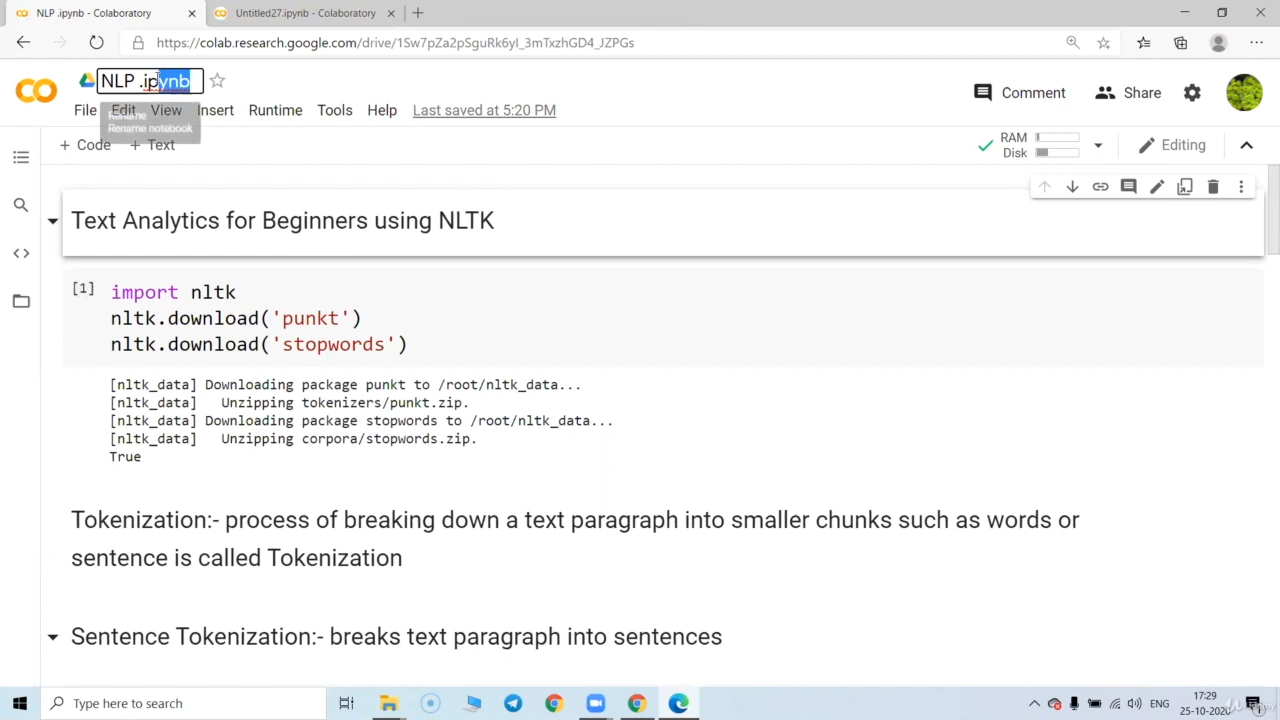 NLP .ipynb - Colaboratory
Untitled27.ipynb - Colaboratory
https://colab.research.google.com/drive/1Sw7pZa2pSguRk6yI_3mTxzhGD4_JZPGs
NLP .ipynb
Comment
Share
File Edit View Insert Runtime Tools Help Last saved at 5:20 PM
Rename
Rename notebook
+ Code + Text
RAM
Disk
Editing
Text Analytics for Beginners using NLTK
[1] import nltk
nltk.download('punkt')
nltk.download('stopwords')
[nltk_data] Downloading package punkt to /root/nltk_data...
[nltk_data]   Unzipping tokenizers/punkt.zip.
[nltk_data] Downloading package stopwords to /root/nltk_data...
[nltk_data]   Unzipping corpora/stopwords.zip.
True
Tokenization:- process of breaking down a text paragraph into smaller chunks such as words or
sentence is called Tokenization
Sentence Tokenization:- breaks text paragraph into sentences
Type here to search
ENG
17:29
25-10-2020